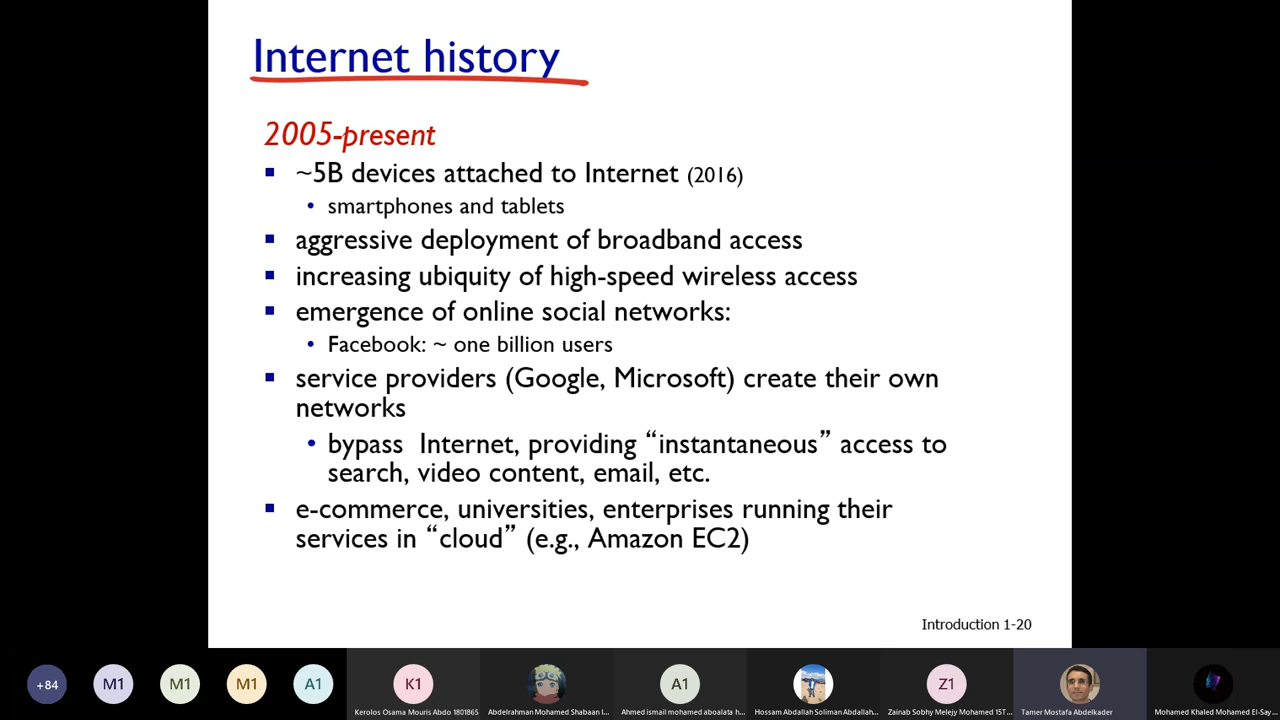 Internet history
2005-present
~5B devices attached to Internet (2016)
smartphones and tablets
aggressive deployment of broadband access
increasing ubiquity of high-speed wireless access
emergence of online social networks:
Facebook: ~ one billion users
service providers (Google, Microsoft) create their own
networks
bypass Internet, providing “instantaneous” access to
search, video content, email, etc.
e-commerce, universities, enterprises running their
services in “cloud” (e.g., Amazon EC2)
Introduction 1-20
+84 M1 M1 M1 A1 K1 A1 Z1
Kerolos Osama Mouris Abdo 1801865 Abdelrahman Mohamed Shabaan I... Ahmed ismail mohamed aboalata h... Hossam Abdallah Soliman Abdallah... Zainab Sobhy Melejy Mohamed 15T... Tamer Mostafa Abdelkader Mohamed Khaled Mohamed El-Say...